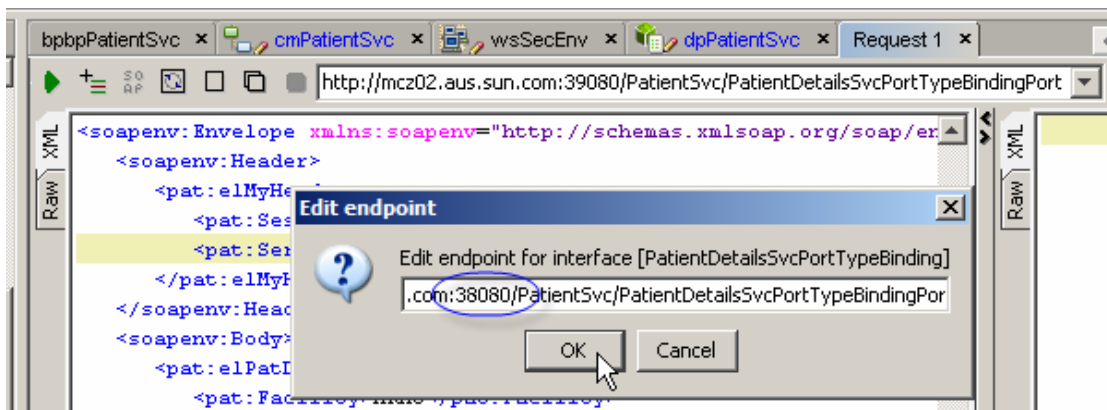 bpbpPatientSvc cmPatientSvc wsSecEnv dpPatientSvc Request 1
http://mcz02.aus.sun.com:39080/PatientSvc/PatientDetailsSvcPortTypeBindingPort
XML
Raw
<soapenv:Envelope xmlns:soapenv="http://schemas.xmlsoap.org/soap/en
<soapenv:Header>
<pat:elMyHe
<pat:Ses
<pat:Ser
</pat:elMyH
</soapenv:Head
<soapenv:Body>
<pat:elPatD
Edit endpoint
Edit endpoint for interface [PatientDetailsSvcPortTypeBinding]
.com:38080/PatientSvc/PatientDetailsSvcPortTypeBindingPor
OK Cancel
XML
Raw